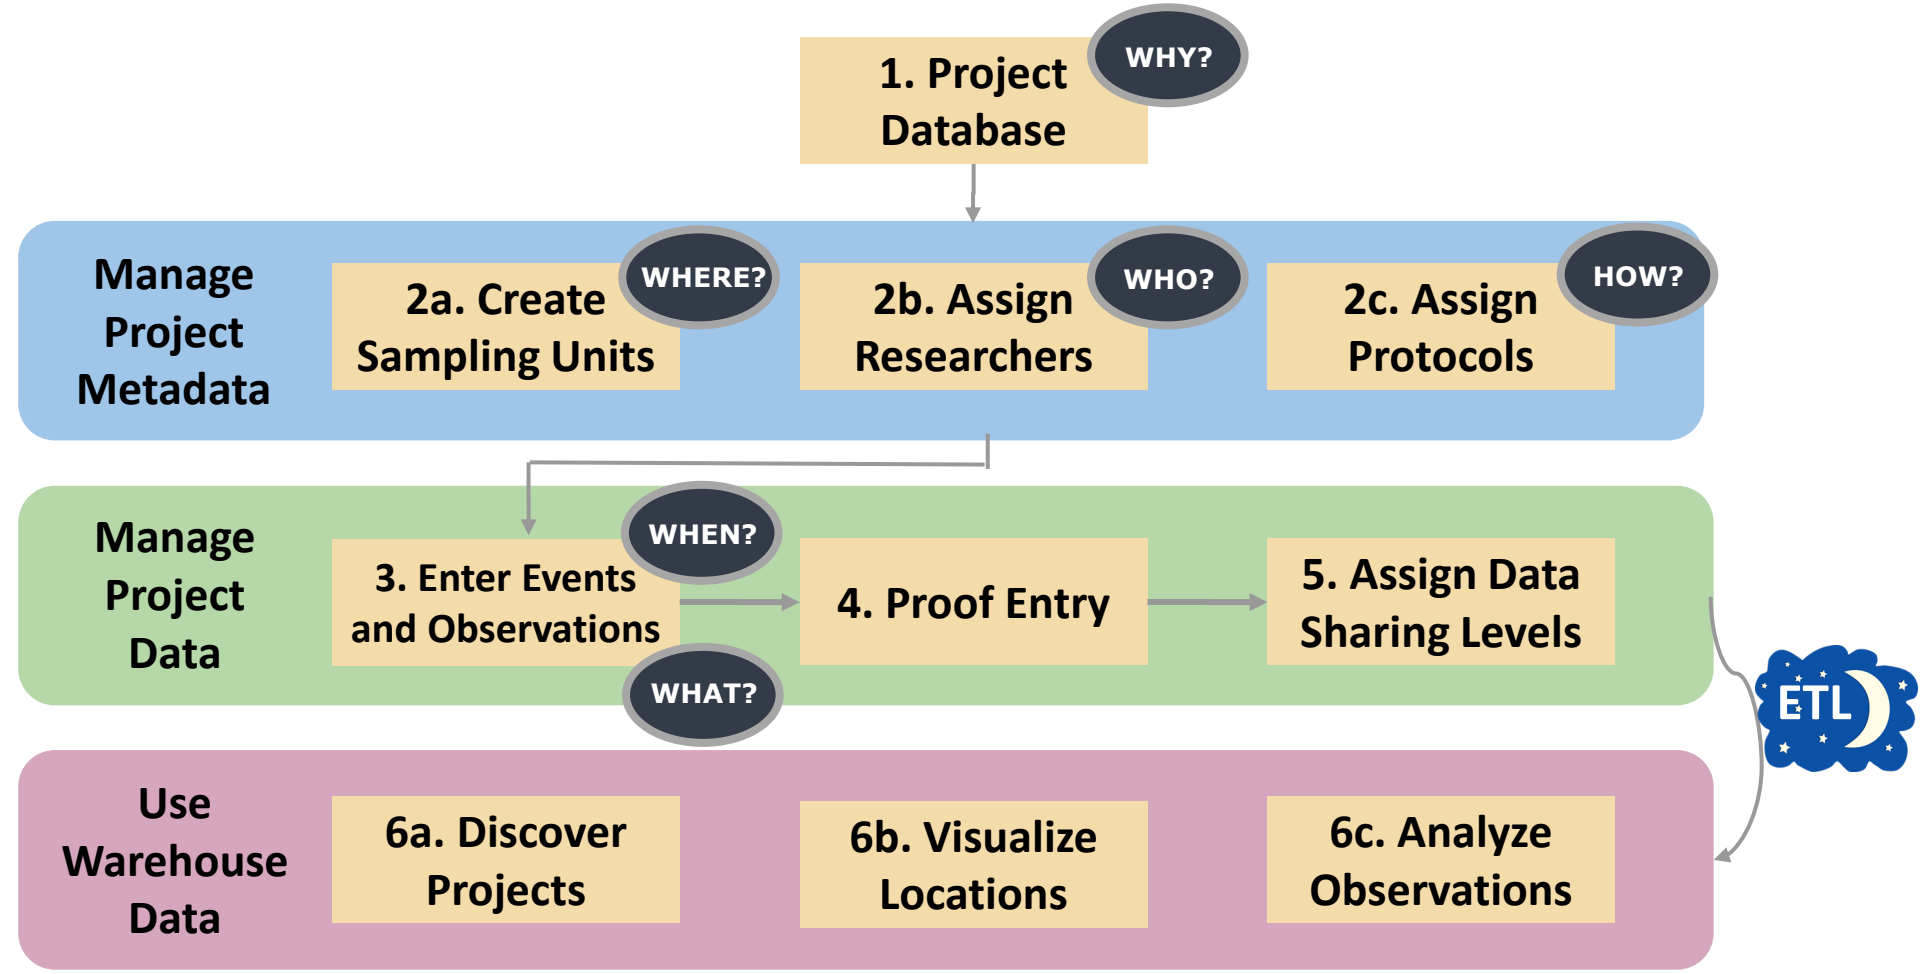 1. Project
Database
WHY?
Manage
Project
Metadata
2a. Create
Sampling Units
WHERE?
2b. Assign
Researchers
WHO?
2c. Assign
Protocols
HOW?
Manage
Project
Data
3. Enter Events
and Observations
WHEN?
WHAT?
4. Proof Entry
5. Assign Data
Sharing Levels
ETL
Use
Warehouse
Data
6a. Discover
Projects
6b. Visualize
Locations
6c. Analyze
Observations